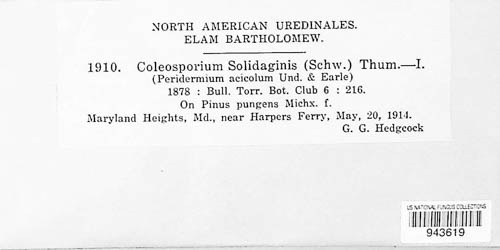 NORTH AMERICAN UREDINALES.
ELAM BARTHOLOMEW.
1910. Coleosporium Solidaginis (Schw.) Thum.—I.
(Peridermium acicolum Und. & Earle)
1878 : Bull. Torr. Bot. Club 6 : 216.
On Pinus pungens Michx. f.
Maryland Heights, Md., near Harpers Ferry, May, 20, 1914.
G. G. Hedgcock
US NATIONAL FUNGUS COLLECTIONS
943619